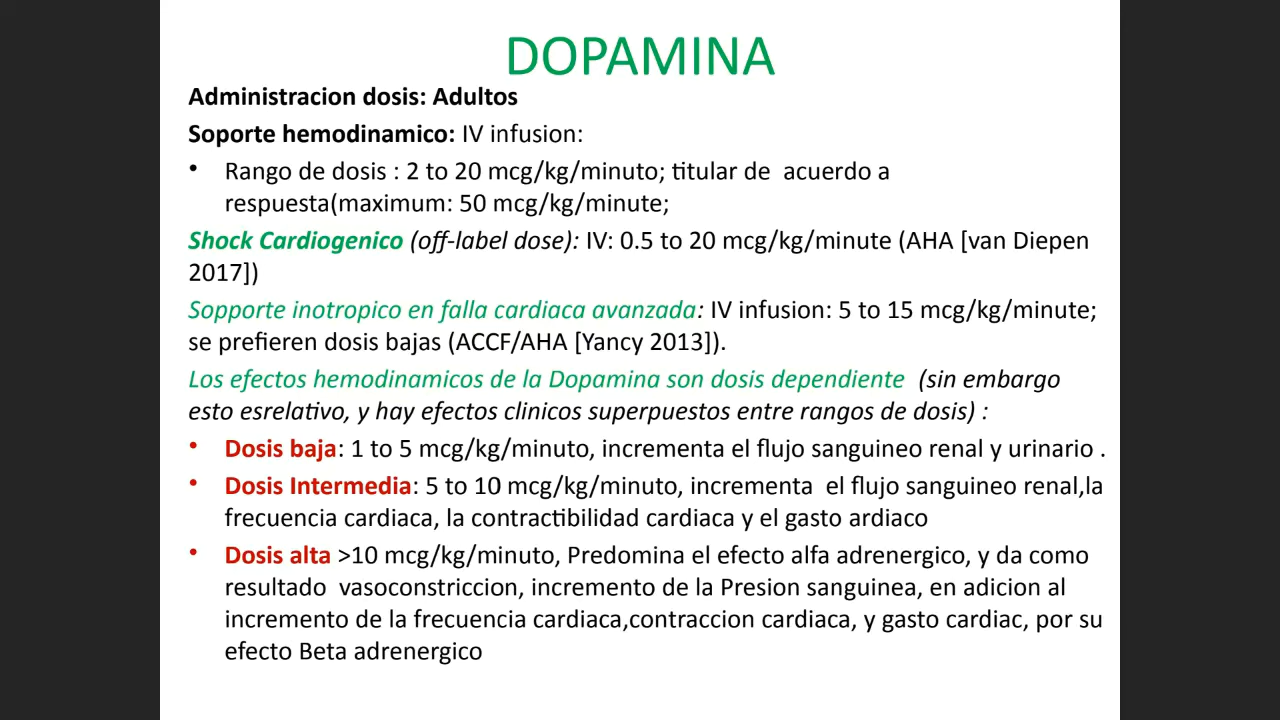 DOPAMINA
Administracion dosis: Adultos
Soporte hemodinamico: IV infusion:
• Rango de dosis : 2 to 20 mcg/kg/minuto; titular de acuerdo a
respuesta(maximum: 50 mcg/kg/minute;
Shock Cardiogenico (off-label dose): IV: 0.5 to 20 mcg/kg/minute (AHA [van Diepen
2017])
Sopporte inotropico en falla cardiaca avanzada: IV infusion: 5 to 15 mcg/kg/minute;
se prefieren dosis bajas (ACCF/AHA [Yancy 2013]).
Los efectos hemodinamicos de la Dopamina son dosis dependiente (sin embargo
esto esrelativo, y hay efectos clinicos superpuestos entre rangos de dosis) :
• Dosis baja: 1 to 5 mcg/kg/minuto, incrementa el flujo sanguineo renal y urinario .
• Dosis Intermedia: 5 to 10 mcg/kg/minuto, incrementa el flujo sanguineo renal,la
frecuencia cardiaca, la contractibilidad cardiaca y el gasto ardiaco
• Dosis alta >10 mcg/kg/minuto, Predomina el efecto alfa adrenergico, y da como
resultado vasoconstriccion, incremento de la Presion sanguinea, en adicion al
incremento de la frecuencia cardiaca,contraccion cardiaca, y gasto cardiac, por su
efecto Beta adrenergico